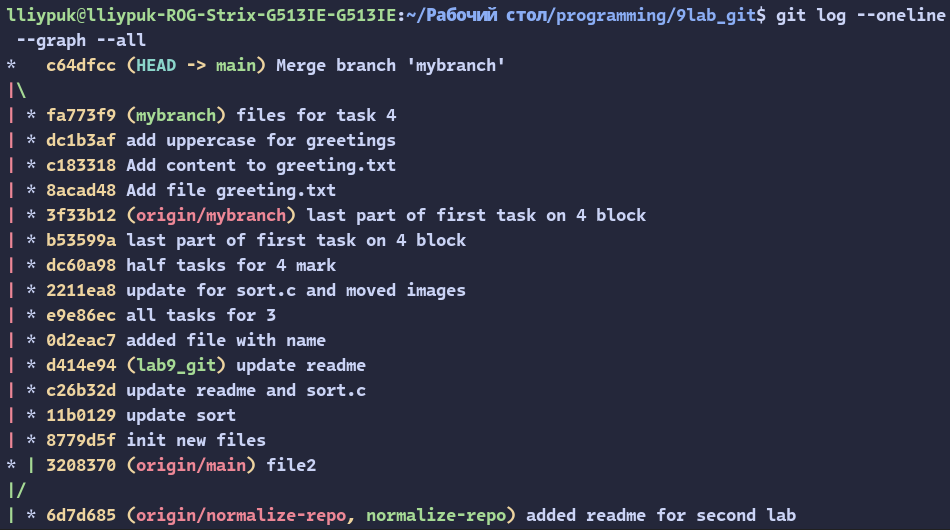 lliypuk@lliypuk-ROG-Strix-G513IE-G513IE:~/Рабочий стол/programming/9lab_git$ git log --oneline
 --graph --all
*   c64dfcc (HEAD -> main) Merge branch 'mybranch'
|\
| * fa773f9 (mybranch) files for task 4
| * dc1b3af add uppercase for greetings
| * c183318 Add content to greeting.txt
| * 8acad48 Add file greeting.txt
| * 3f33b12 (origin/mybranch) last part of first task on 4 block
| * b53599a last part of first task on 4 block
| * dc60a98 half tasks for 4 mark
| * 2211ea8 update for sort.c and moved images
| * e9e86ec all tasks for 3
| * 0d2eac7 added file with name
| * d414e94 (lab9_git) update readme
| * c26b32d update readme and sort.c
| * 11b0129 update sort
| * 8779d5f init new files
* | 3208370 (origin/main) file2
|/
| * 6d7d685 (origin/normalize-repo, normalize-repo) added readme for second lab